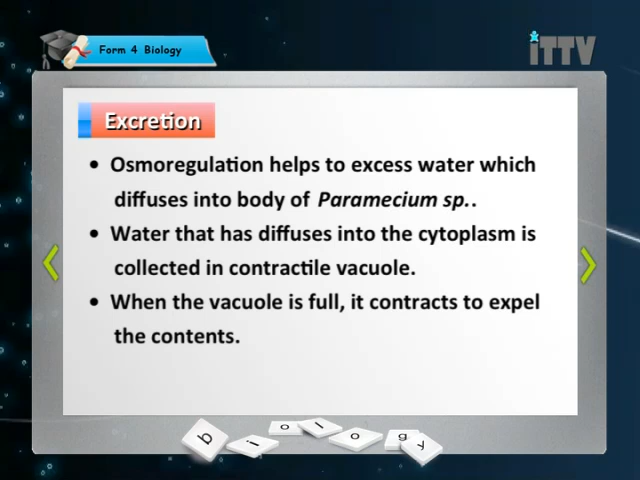 Form 4 Biology
iTTV
Excretion
• Osmoregulation helps to excess water which
diffuses into body of Paramecium sp..
• Water that has diffuses into the cytoplasm is
collected in contractile vacuole.
• When the vacuole is full, it contracts to expel
the contents.
biology